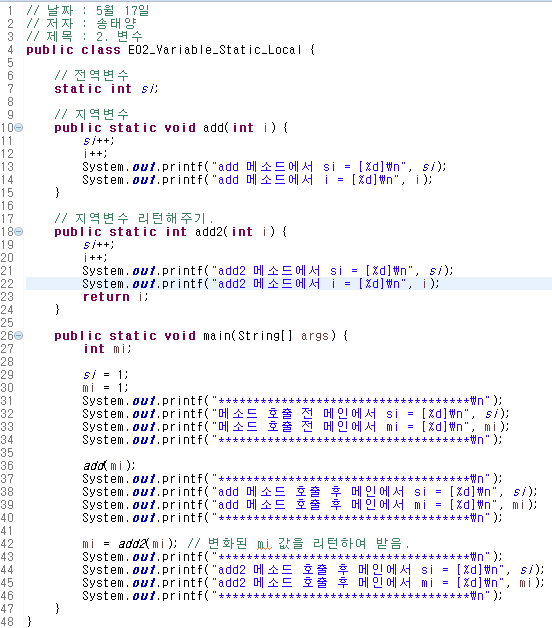 1 // 날짜 : 5월 17일
2 // 저자 : 송태양
3 // 제목 : 2. 변수
4 public class E02_Variable_Static_Local {
5
6 // 전역변수
7 static int si;
8
9 // 지역변수
10 public static void add(int i) {
11 si++;
12 i++;
13 System.out.printf("add 메소드에서 si = [%d]\n", si);
14 System.out.printf("add 메소드에서 i = [%d]\n", i);
15 }
16
17 // 지역변수 리턴해주기.
18 public static int add2(int i) {
19 si++;
20 i++;
21 System.out.printf("add2 메소드에서 si = [%d]\n", si);
22 System.out.printf("add2 메소드에서 i = [%d]\n", i);
23 return i;
24 }
25
26 public static void main(String[] args) {
27 int mi;
28
29 si = 1;
30 mi = 1;
31 System.out.printf("***********************************\n");
32 System.out.printf("메소드 호출 전 메인에서 si = [%d]\n", si);
33 System.out.printf("메소드 호출 전 메인에서 mi = [%d]\n", mi);
34 System.out.printf("***********************************\n");
35
36 add(mi);
37 System.out.printf("***********************************\n");
38 System.out.printf("add 메소드 호출 후 메인에서 si = [%d]\n", si);
39 System.out.printf("add 메소드 호출 후 메인에서 mi = [%d]\n", mi);
40 System.out.printf("***********************************\n");
41
42 mi = add2(mi); // 변화된 mi 값을 리턴하여 받음.
43 System.out.printf("***********************************\n");
44 System.out.printf("add2 메소드 호출 후 메인에서 si = [%d]\n", si);
45 System.out.printf("add2 메소드 호출 후 메인에서 mi = [%d]\n", mi);
46 System.out.printf("***********************************\n");
47 }
48 }